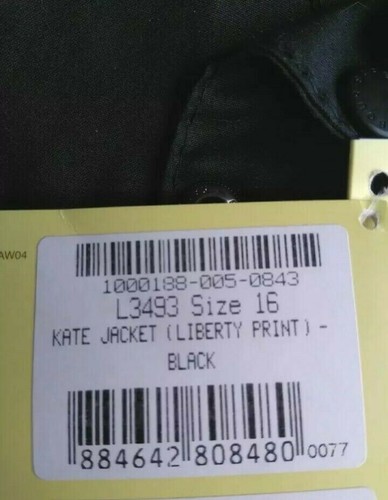 AW04
1000188-005-0843
L3493 Size 16
KATE JACKET (LIBERTY PRINT) -
BLACK
884642 808480 0077